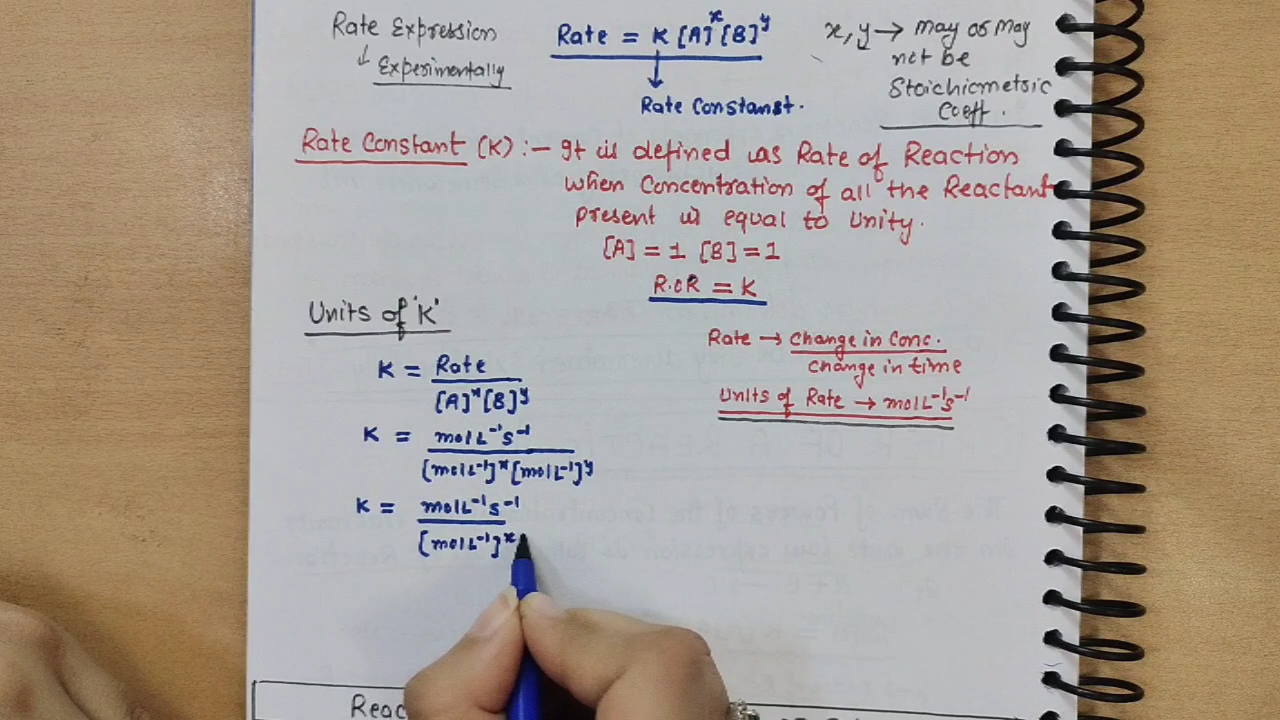 Rate Expression
↓ Experimentally
Rate = K [A]^x [B]^y
↓
Rate Constant.
x, y → may or may
not be
Stoichiometric
Coeff.
Rate Constant (K) :- It is defined as Rate of Reaction
when Concentration of all the Reactant
present is equal to Unity.
[A] = 1 [B] = 1
R.OR = K
Units of 'K'
K = Rate
[A]^x [B]^y
K = mol L⁻¹ s⁻¹
[mol L⁻¹]^x [mol L⁻¹]^y
K = mol L⁻¹ s⁻¹
[mol L⁻¹]^x
Rate → Change in Conc.
change in time
Units of Rate → mol L⁻¹ s⁻¹
Reac